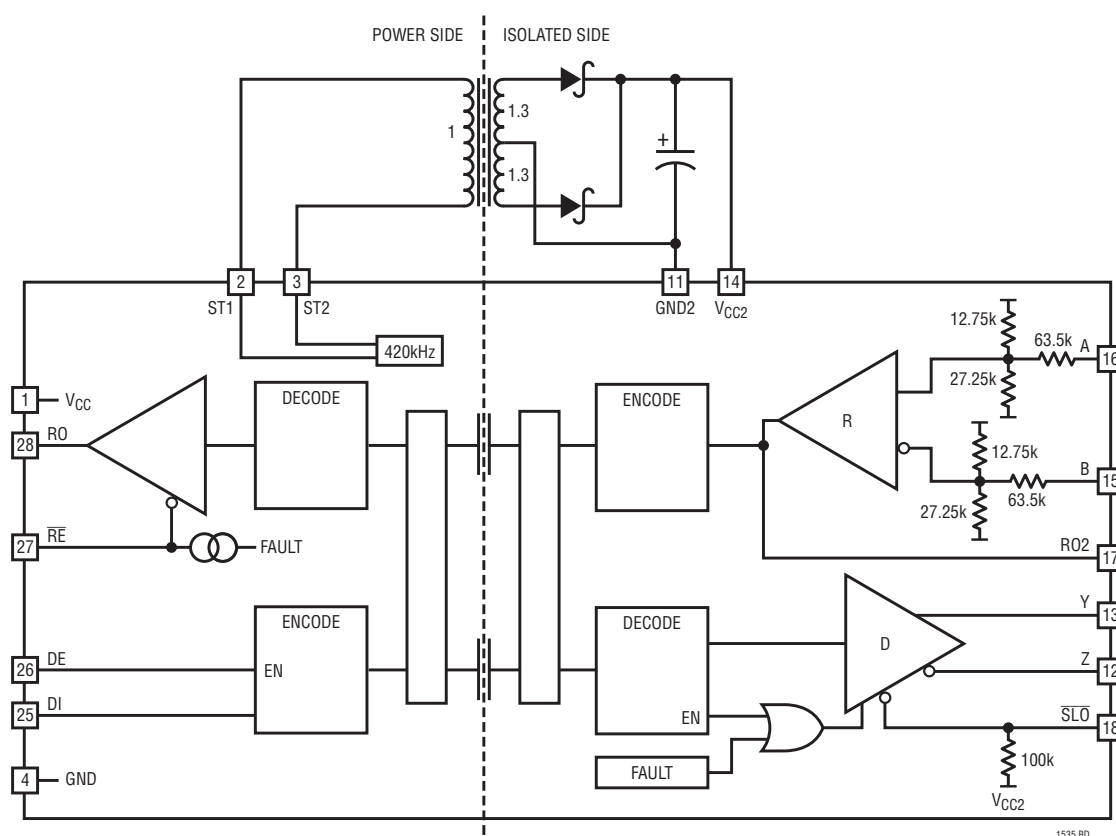 POWER SIDE
ISOLATED SIDE
1
1.3
1.3
+
2
3
11
14
ST1
ST2
GND2
VCC2
420kHz
12.75k
63.5k
A
16
27.25k
1
VCC
DECODE
ENCODE
R
28
RO
12.75k
B
15
27.25k
63.5k
27
RE
FAULT
RO2
17
ENCODE
DECODE
Y
13
D
26
DE
EN
Z
12
25
DI
EN
SLO
18
FAULT
100k
4
GND
VCC2
1535 BD